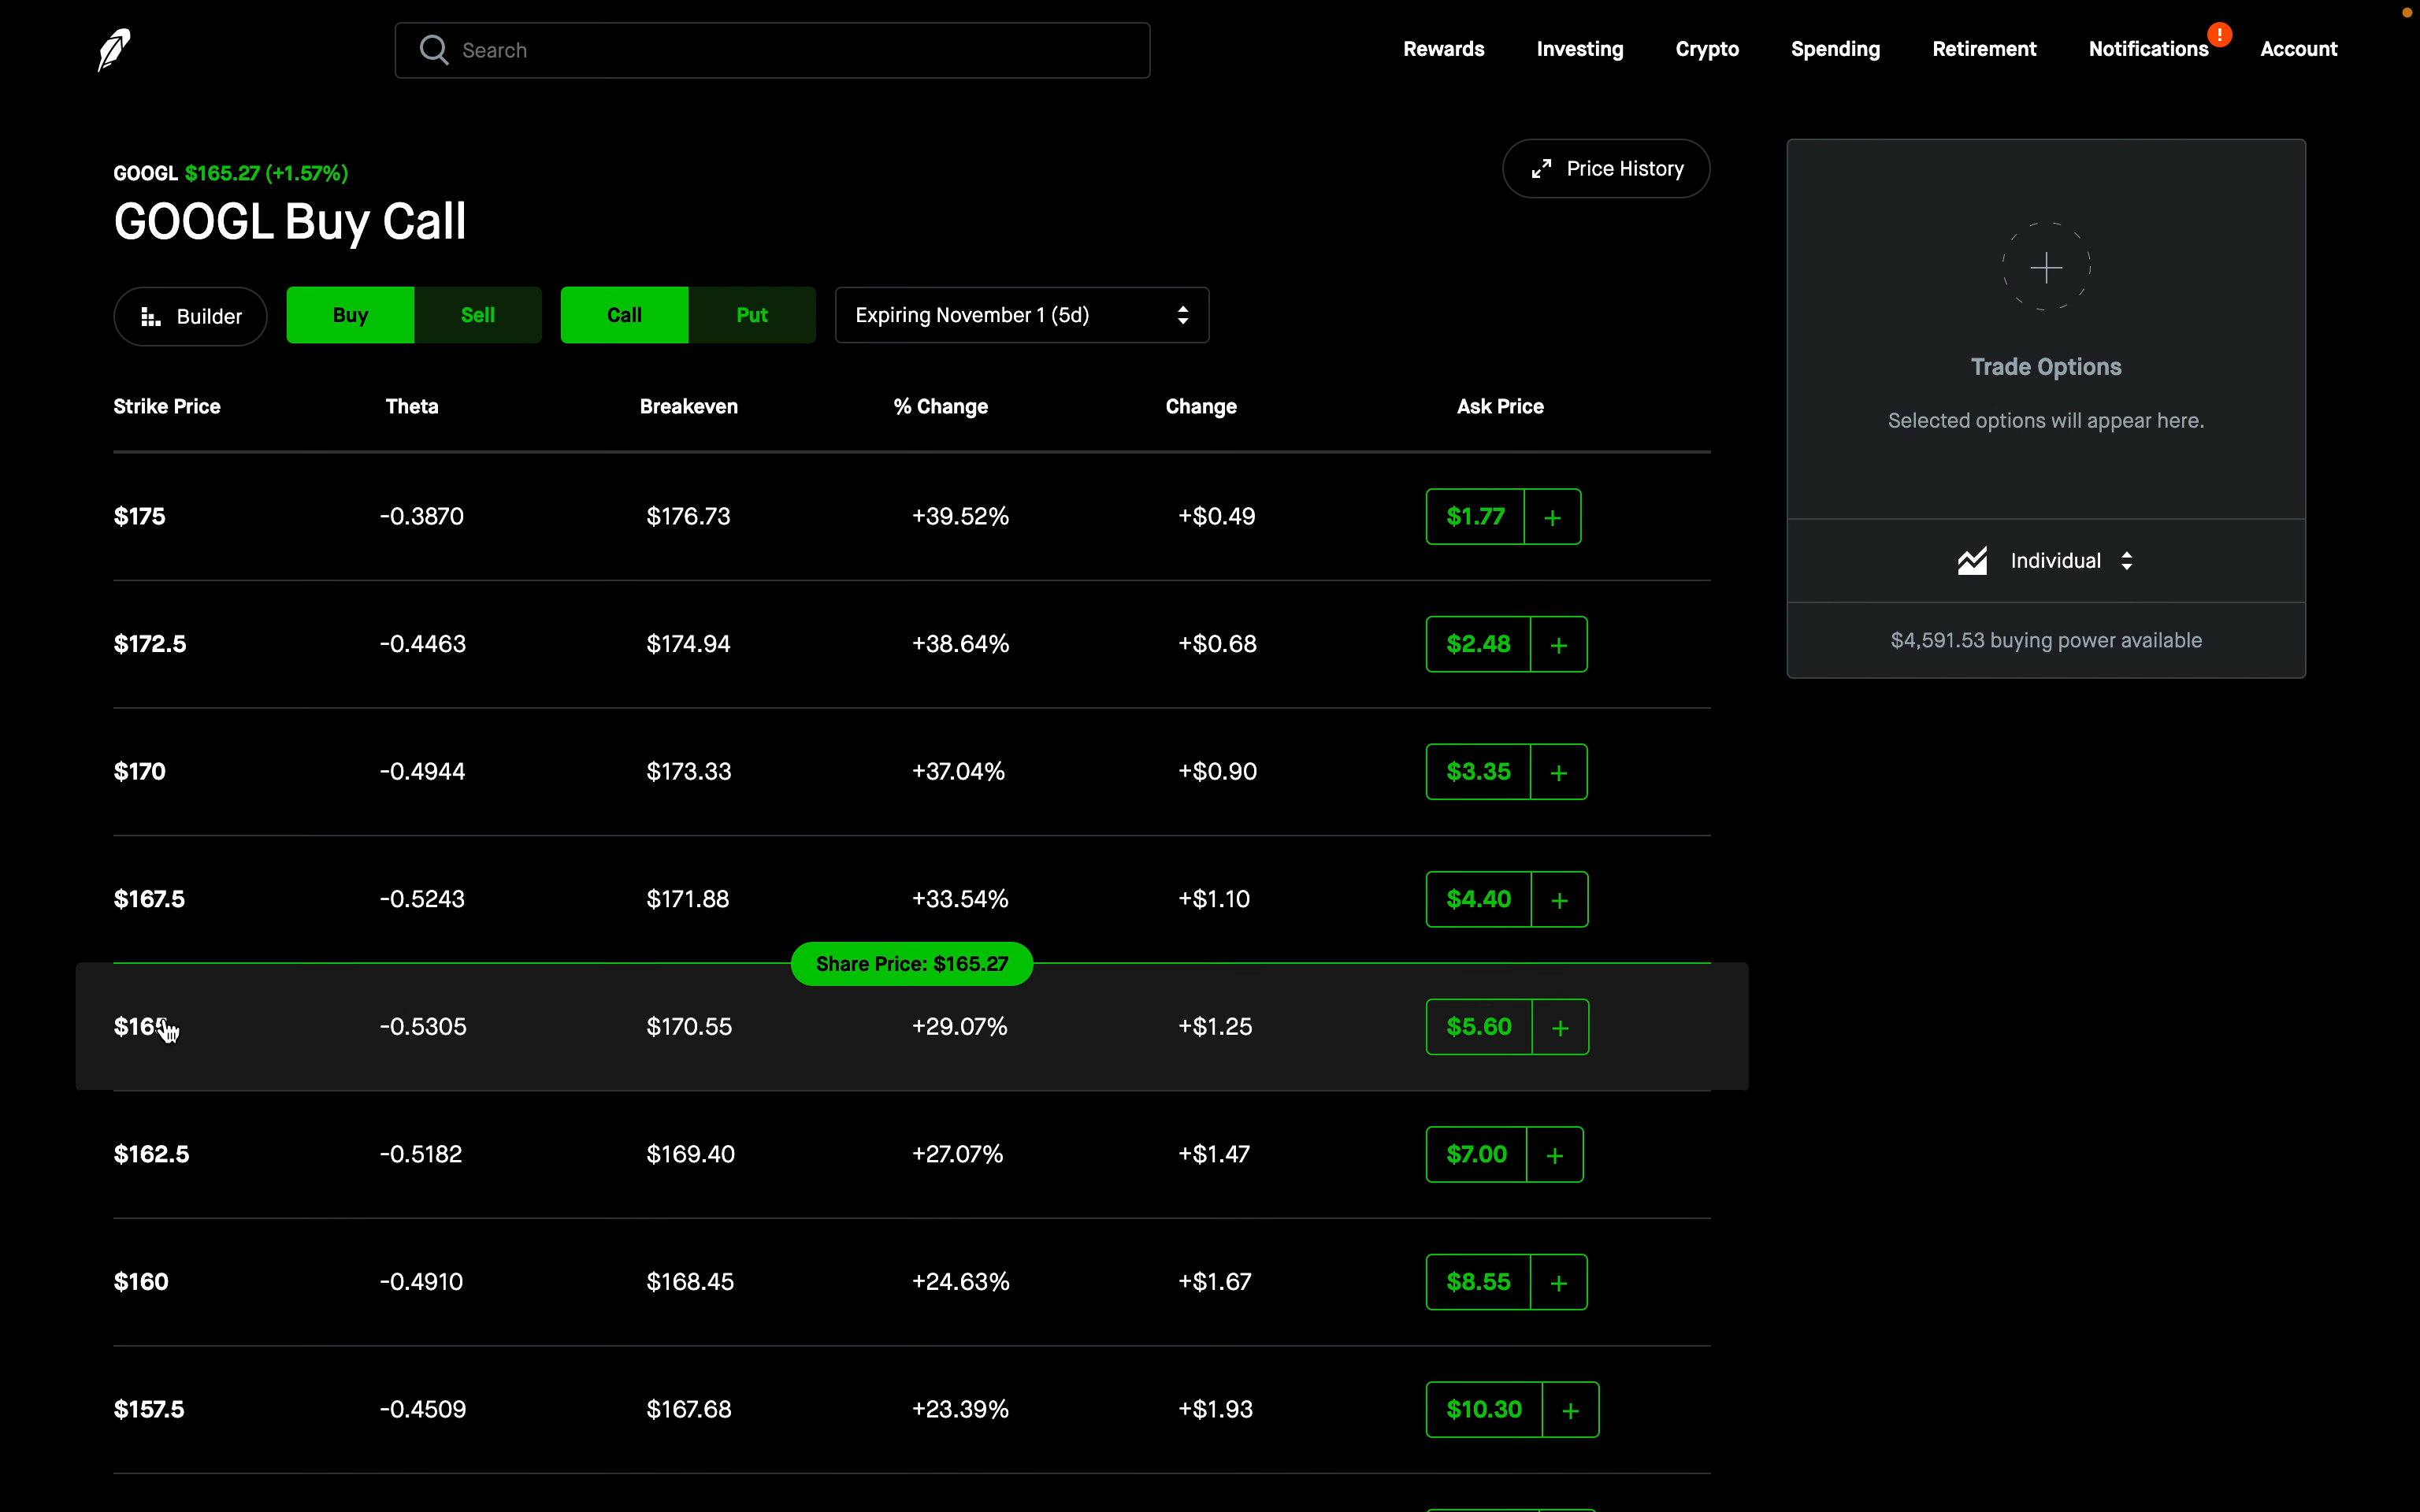 Search
Rewards Investing Crypto Spending Retirement Notifications ! Account
GOOGL $165.27 (+1.57%)
GOOGL Buy Call
Price History
Builder Buy Sell Call Put Expiring November 1 (5d)
Strike Price Theta Breakeven % Change Change Ask Price
$175 -0.3870 $176.73 +39.52% +$0.49 $1.77 +
$172.5 -0.4463 $174.94 +38.64% +$0.68 $2.48 +
$170 -0.4944 $173.33 +37.04% +$0.90 $3.35 +
$167.5 -0.5243 $171.88 +33.54% +$1.10 $4.40 +
Share Price: $165.27
$165 -0.5305 $170.55 +29.07% +$1.25 $5.60 +
$162.5 -0.5182 $169.40 +27.07% +$1.47 $7.00 +
$160 -0.4910 $168.45 +24.63% +$1.67 $8.55 +
$157.5 -0.4509 $167.68 +23.39% +$1.93 $10.30 +
Trade Options
Selected options will appear here.
Individual
$4,591.53 buying power available